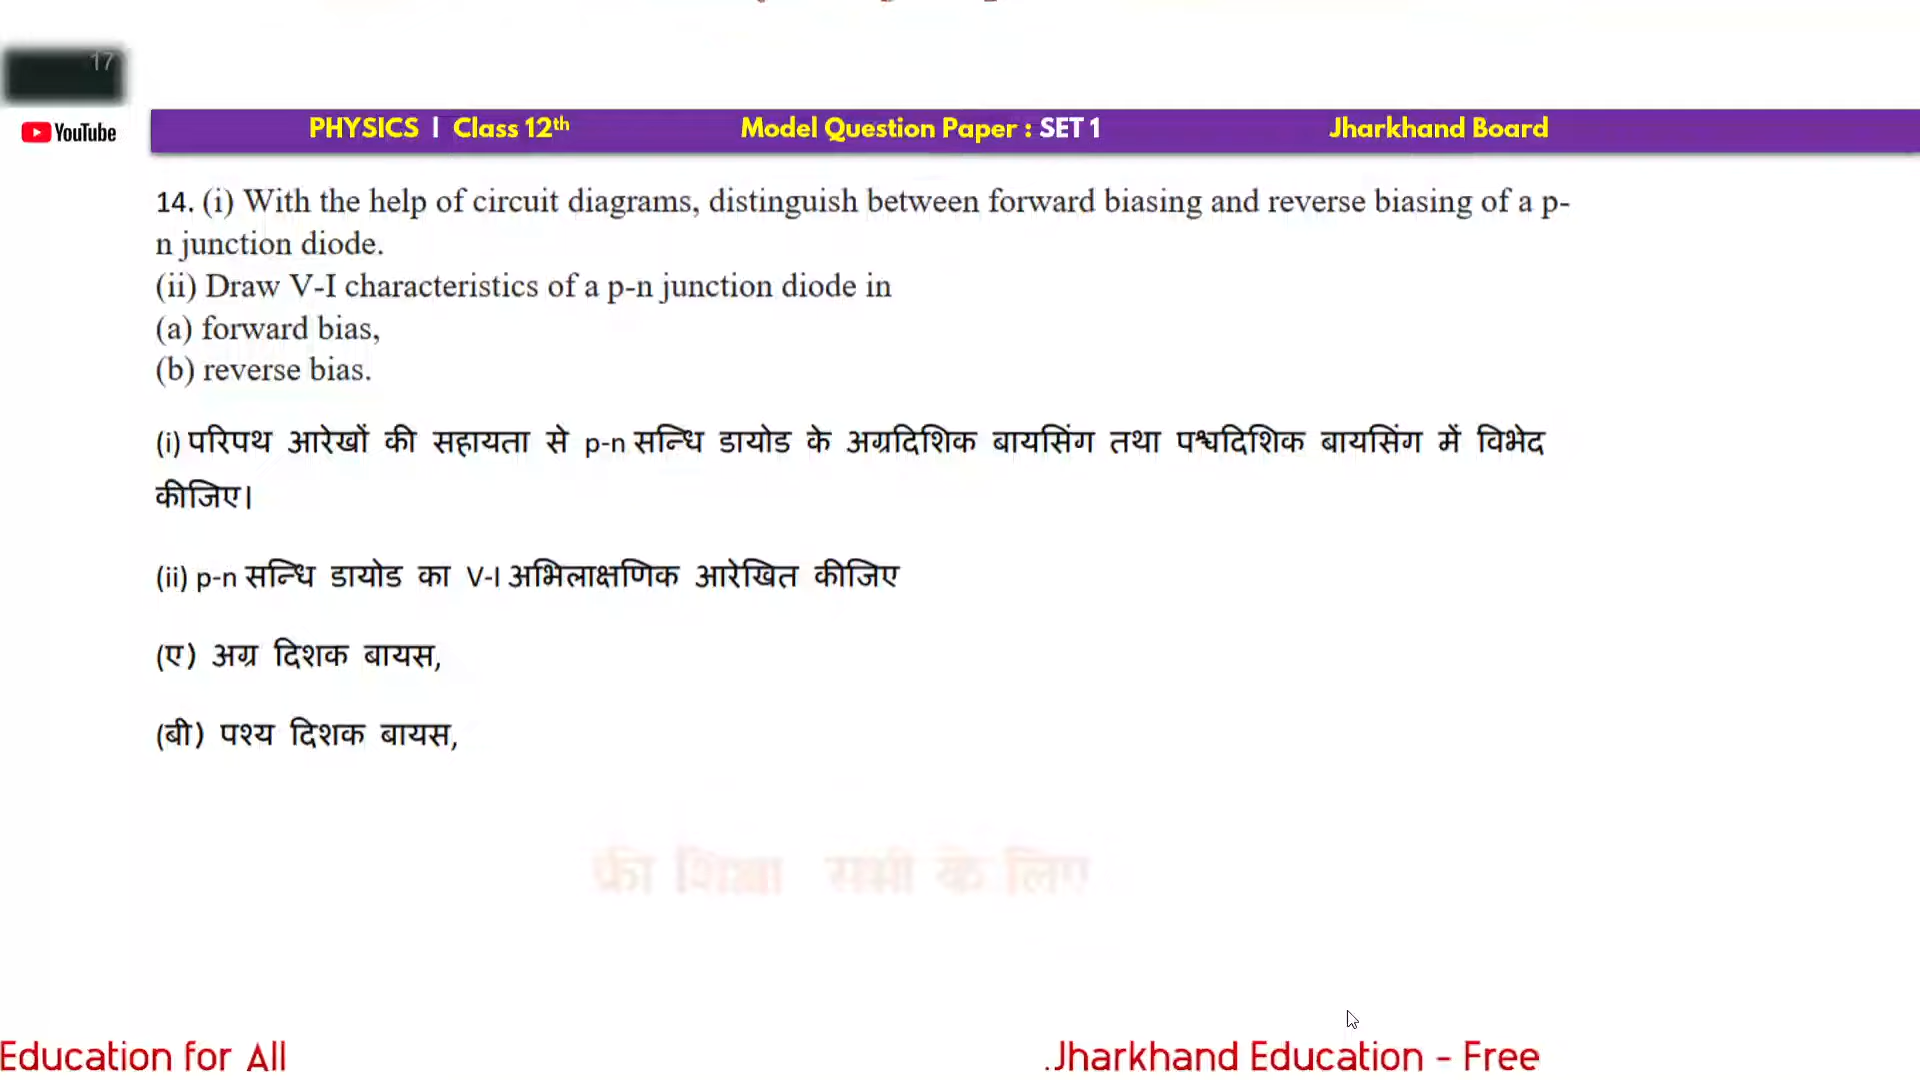 17
YouTube
PHYSICS | Class 12th Model Question Paper : SET 1 Jharkhand Board
14. (i) With the help of circuit diagrams, distinguish between forward biasing and reverse biasing of a p-
n junction diode.
(ii) Draw V-I characteristics of a p-n junction diode in
(a) forward bias,
(b) reverse bias.
(i) परिपथ आरेखों की सहायता से p-n सन्धि डायोड के अग्रदिशिक बायसिंग तथा पश्चदिशिक बायसिंग में विभेद
कीजिए।
(ii) p-n सन्धि डायोड का V-I अभिलाक्षणिक आरेखित कीजिए
(ए) अग्र दिशक बायस,
(बी) पश्य दिशक बायस,
फ्री शिक्षा सभी के लिए
Education for All .Jharkhand Education - Free